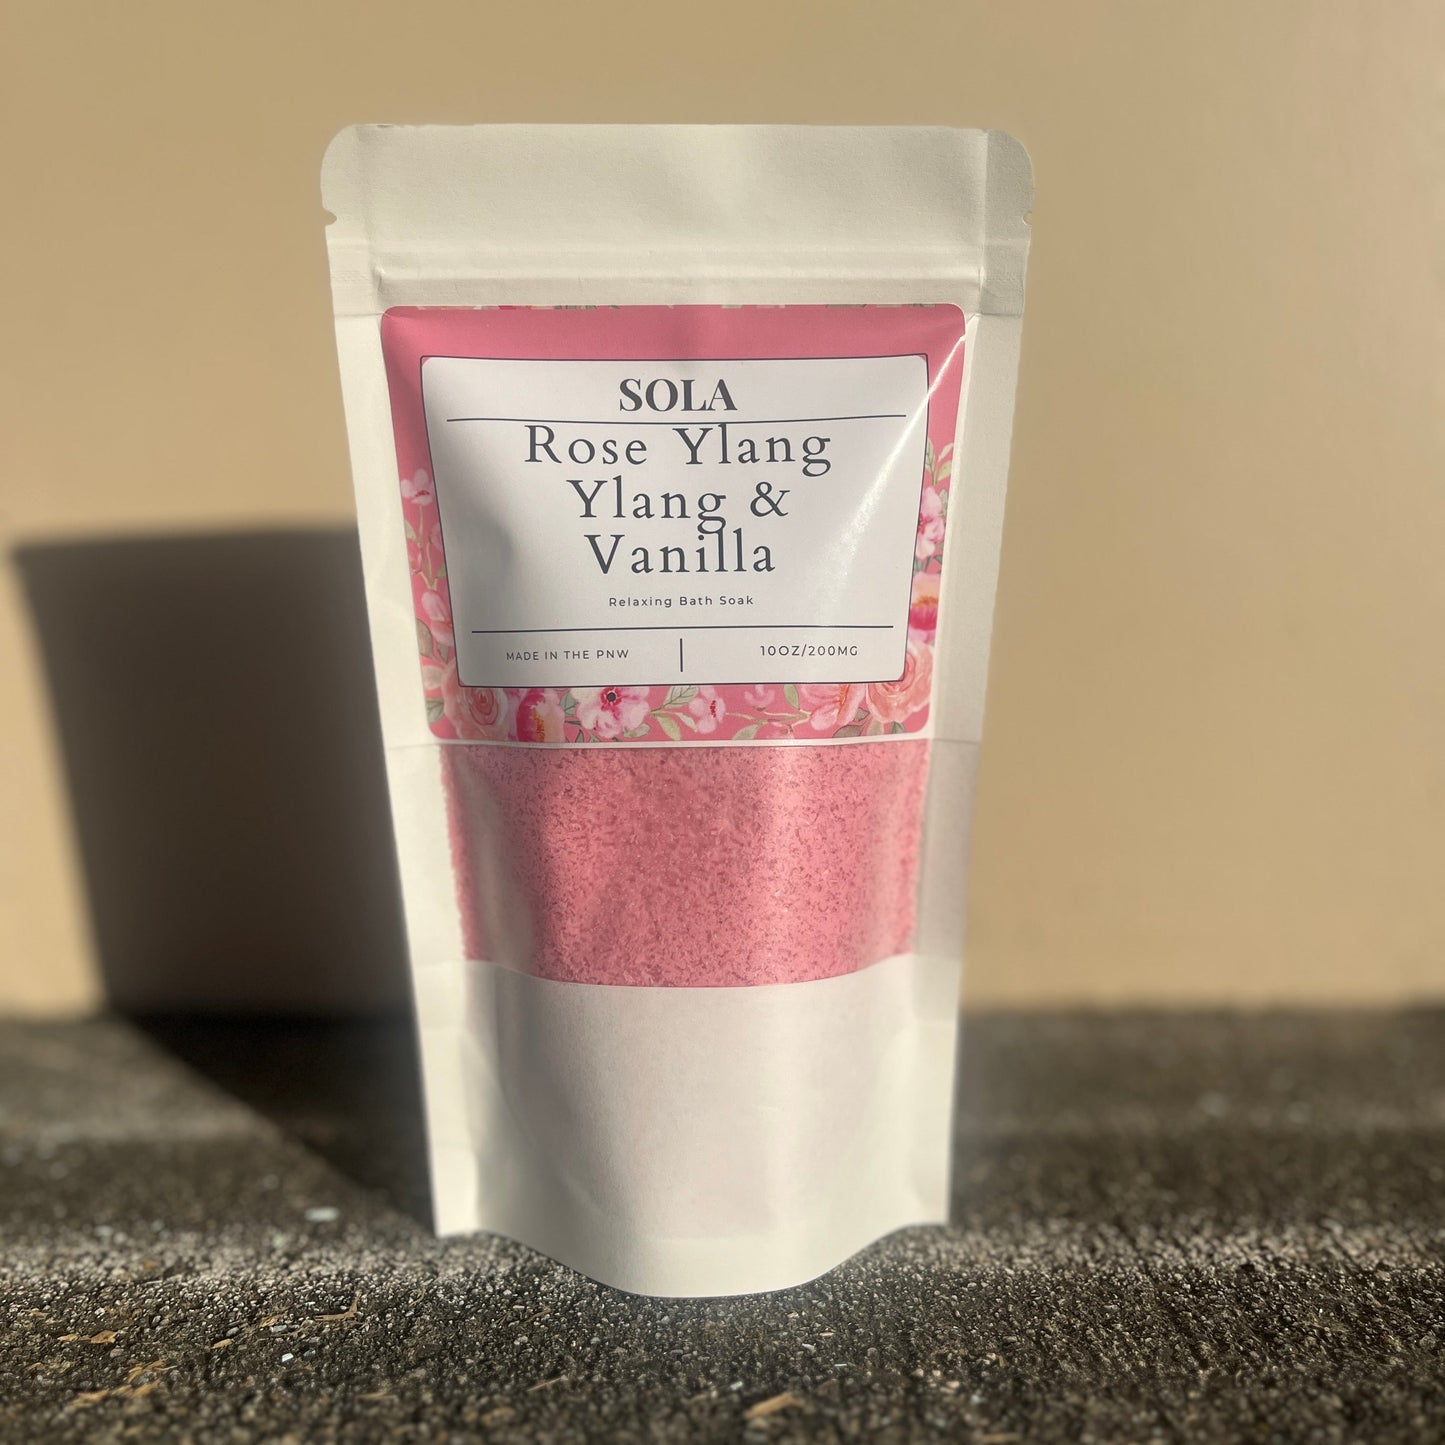 SOLA
Rose Ylang
Ylang &
Vanilla
Relaxing Bath Soak
MADE IN THE PNW
10OZ/200MG